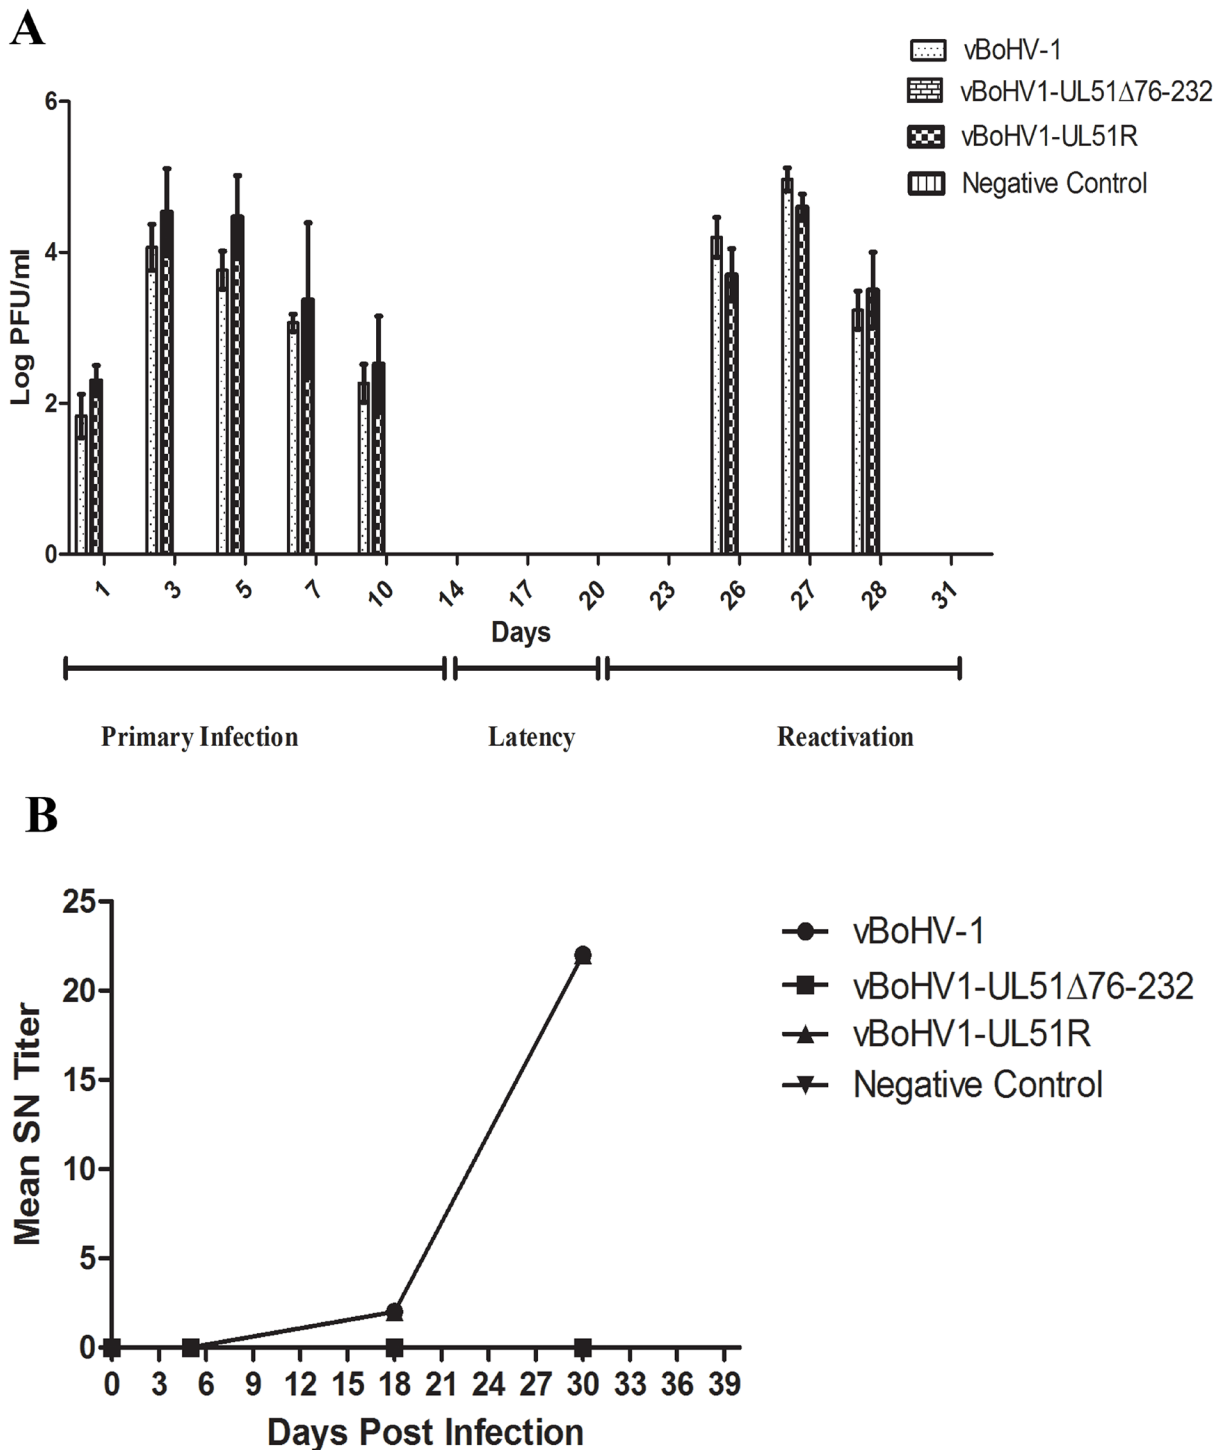 A
vBoHV-1
vBoHV1-UL51Δ76-232
vBoHV1-UL51R
Negative Control
6
4
2
0
Log PFU/ml
1 3 5 7 10 14 17 20 23 26 27 28 31
Days
Primary Infection Latency Reactivation
B
25
20
15
10
5
0
Mean SN Titer
vBoHV-1
vBoHV1-UL51Δ76-232
vBoHV1-UL51R
Negative Control
0 3 6 9 12 15 18 21 24 27 30 33 36 39
Days Post Infection